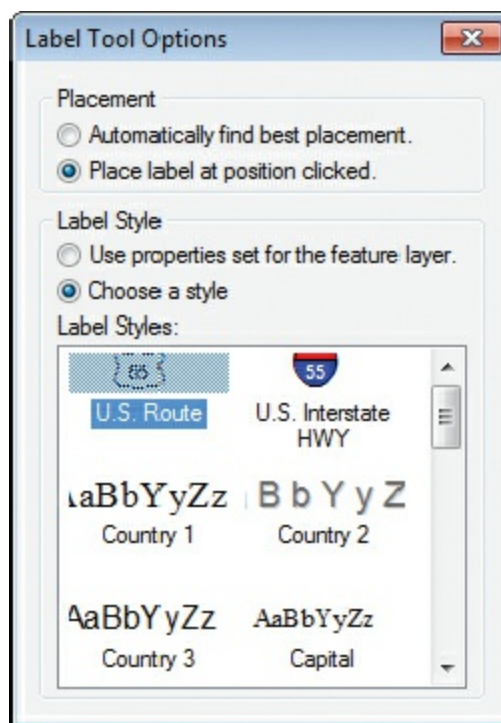 Label Tool Options
Placement
Automatically find best placement.
Place label at position clicked.
Label Style
Use properties set for the feature layer.
Choose a style
Label Styles:
85 55
U.S. Route U.S. Interstate
HWY
AaBbYyZz B b Y y Z
Country 1 Country 2
AaBbYyZz AaBbYyZz
Country 3 Capital